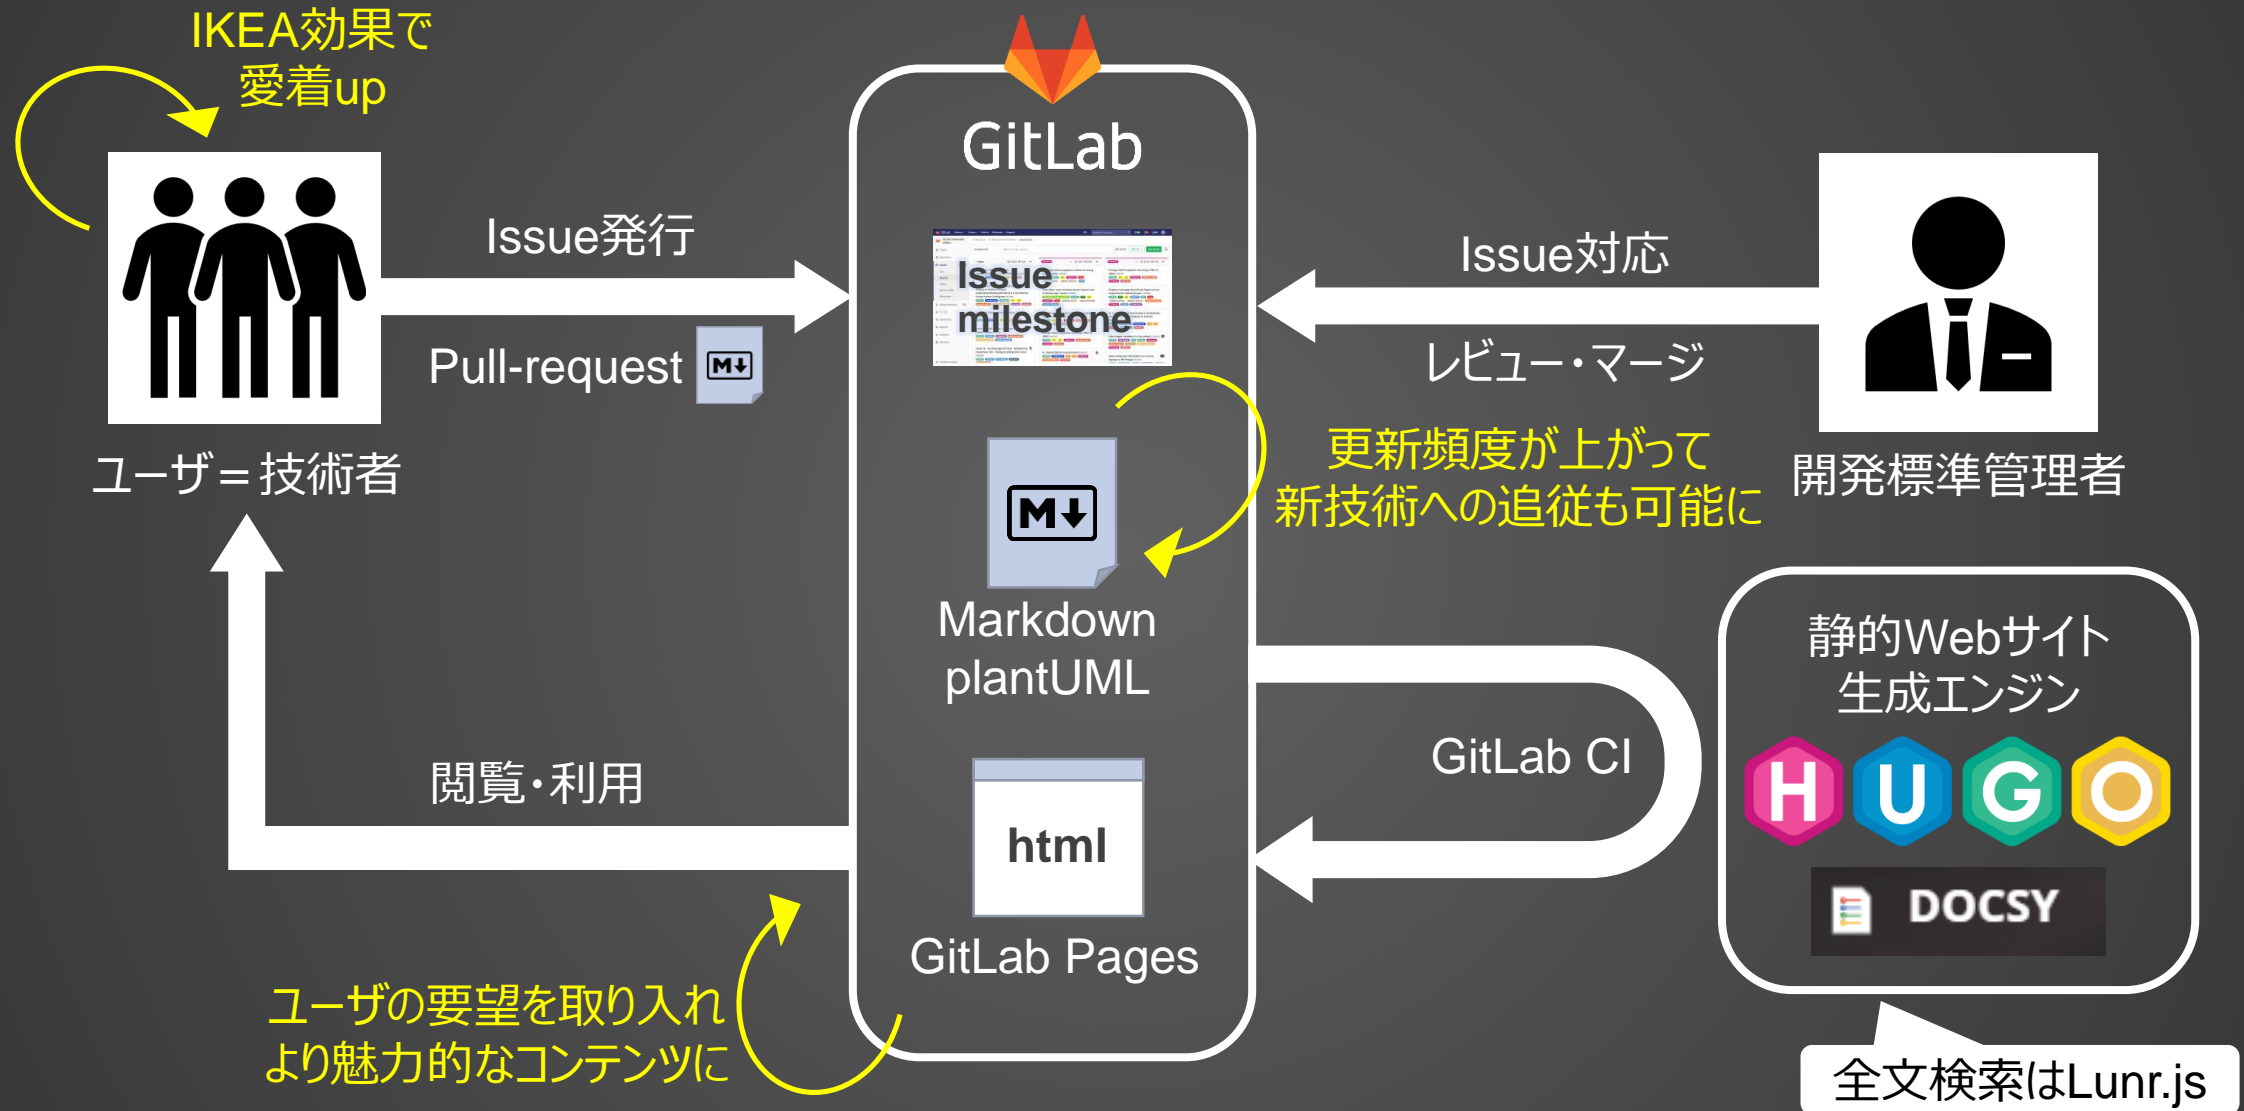 IKEA効果で
愛着up
GitLab
Issue
milestone
Issue発行
Pull-request
M
ユーザ=技術者
Issue対応
レビュー・マージ
開発標準管理者
更新頻度が上がって
新技術への追従も可能に
M
Markdown
plantUML
静的Webサイト
生成エンジン
HUGO
DOCSY
GitLab CI
閲覧・利用
html
GitLab Pages
ユーザの要望を取り入れ
より魅力的なコンテンツに
全文検索はLunr.js